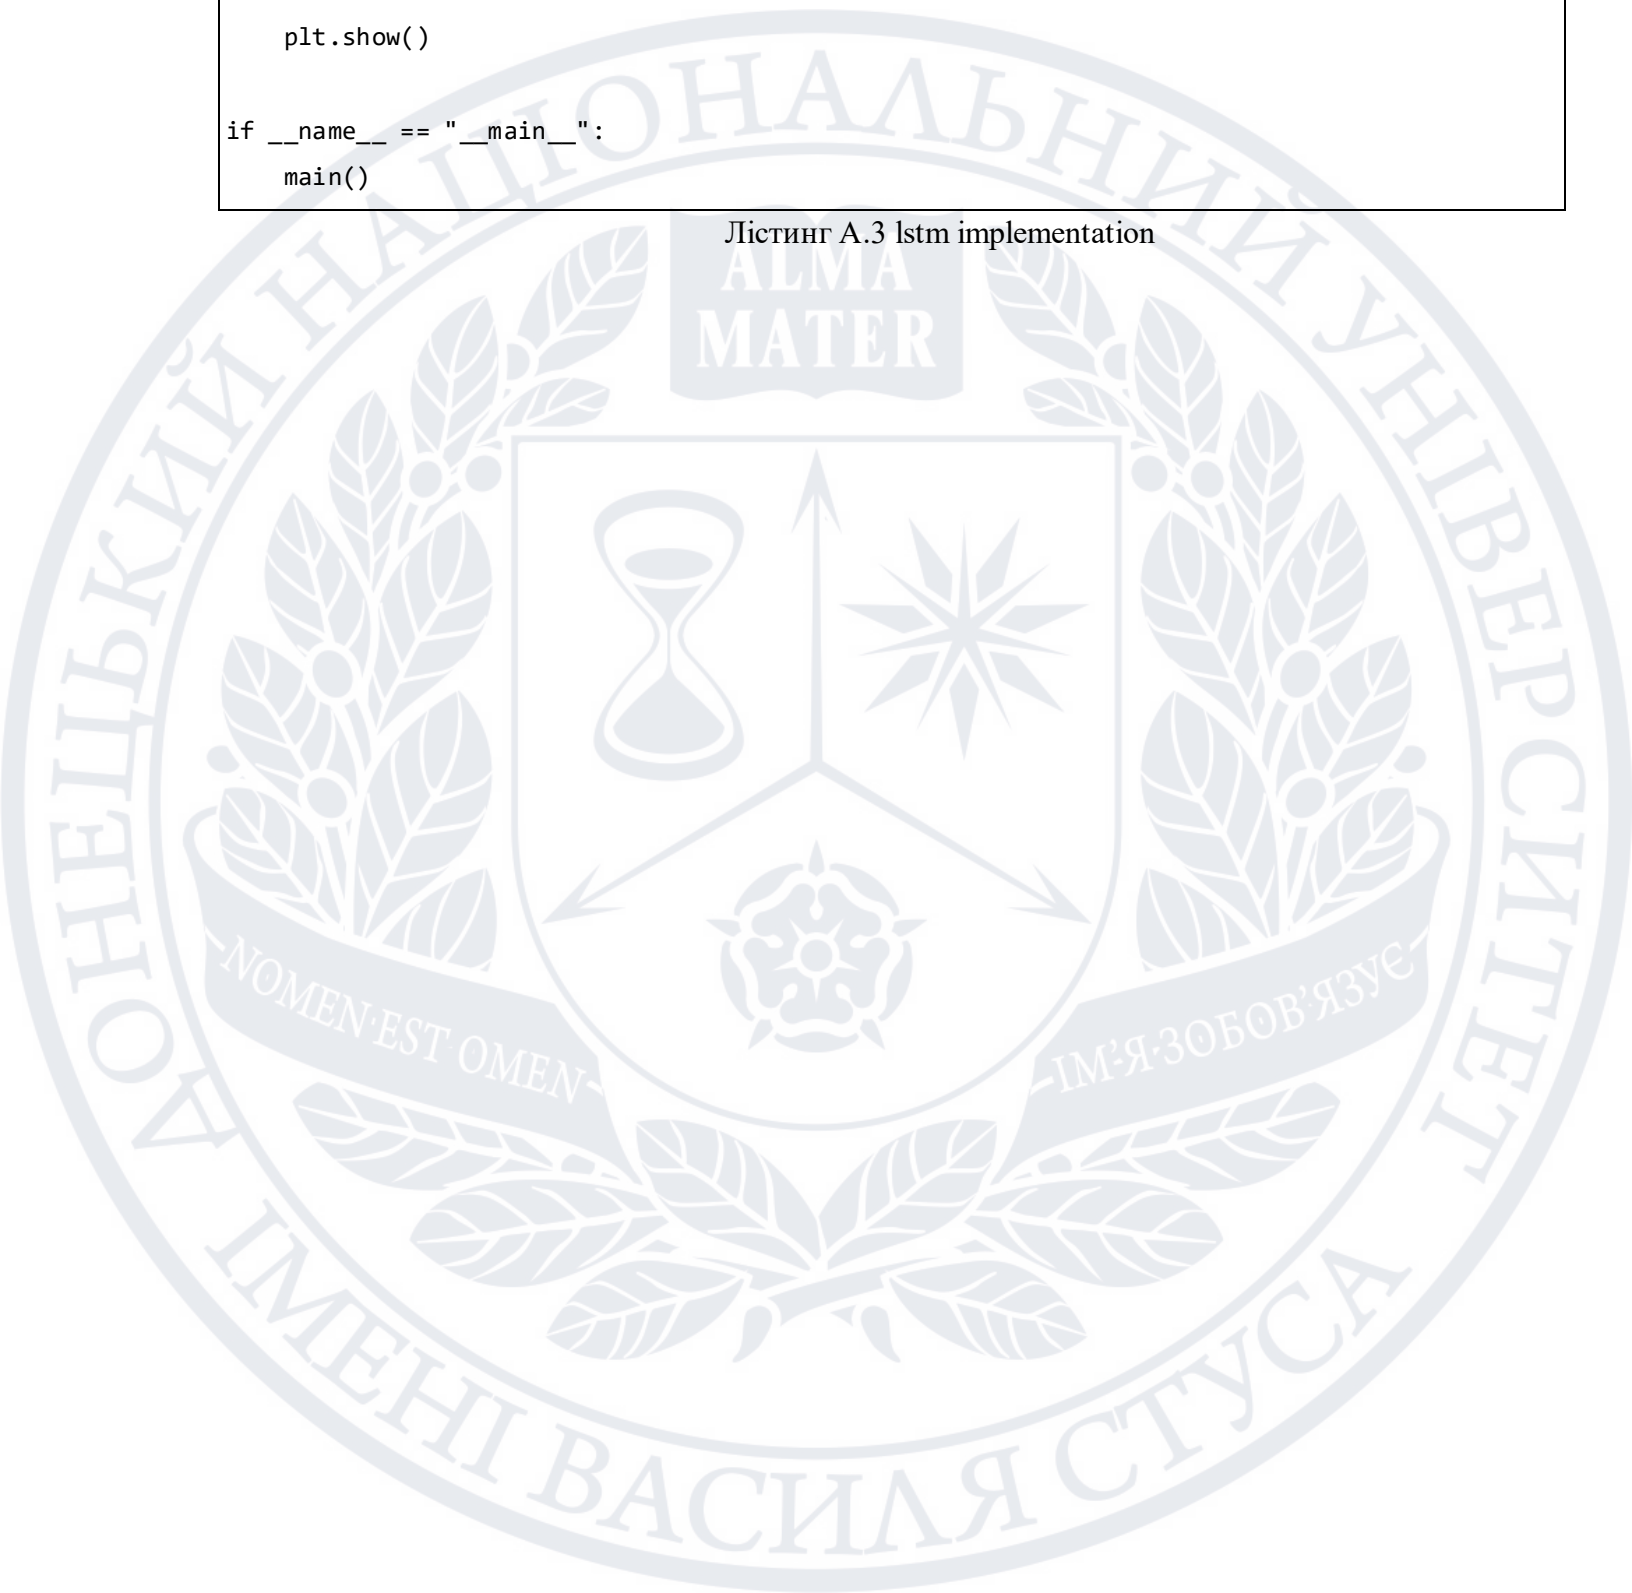 plt.show()
if __name__ == "__main__":
    main()
Лістинг А.3 lstm implementation
ДОНЕЦЬКИЙ НАЦІОНАЛЬНИЙ УНІВЕРСИТЕТ
ALMA
MATER
NOMEN·EST·OMEN
ІМ'Я·ЗОБОВ'ЯЗУЄ
ІМЕНІ ВАСИЛЯ СТУСА